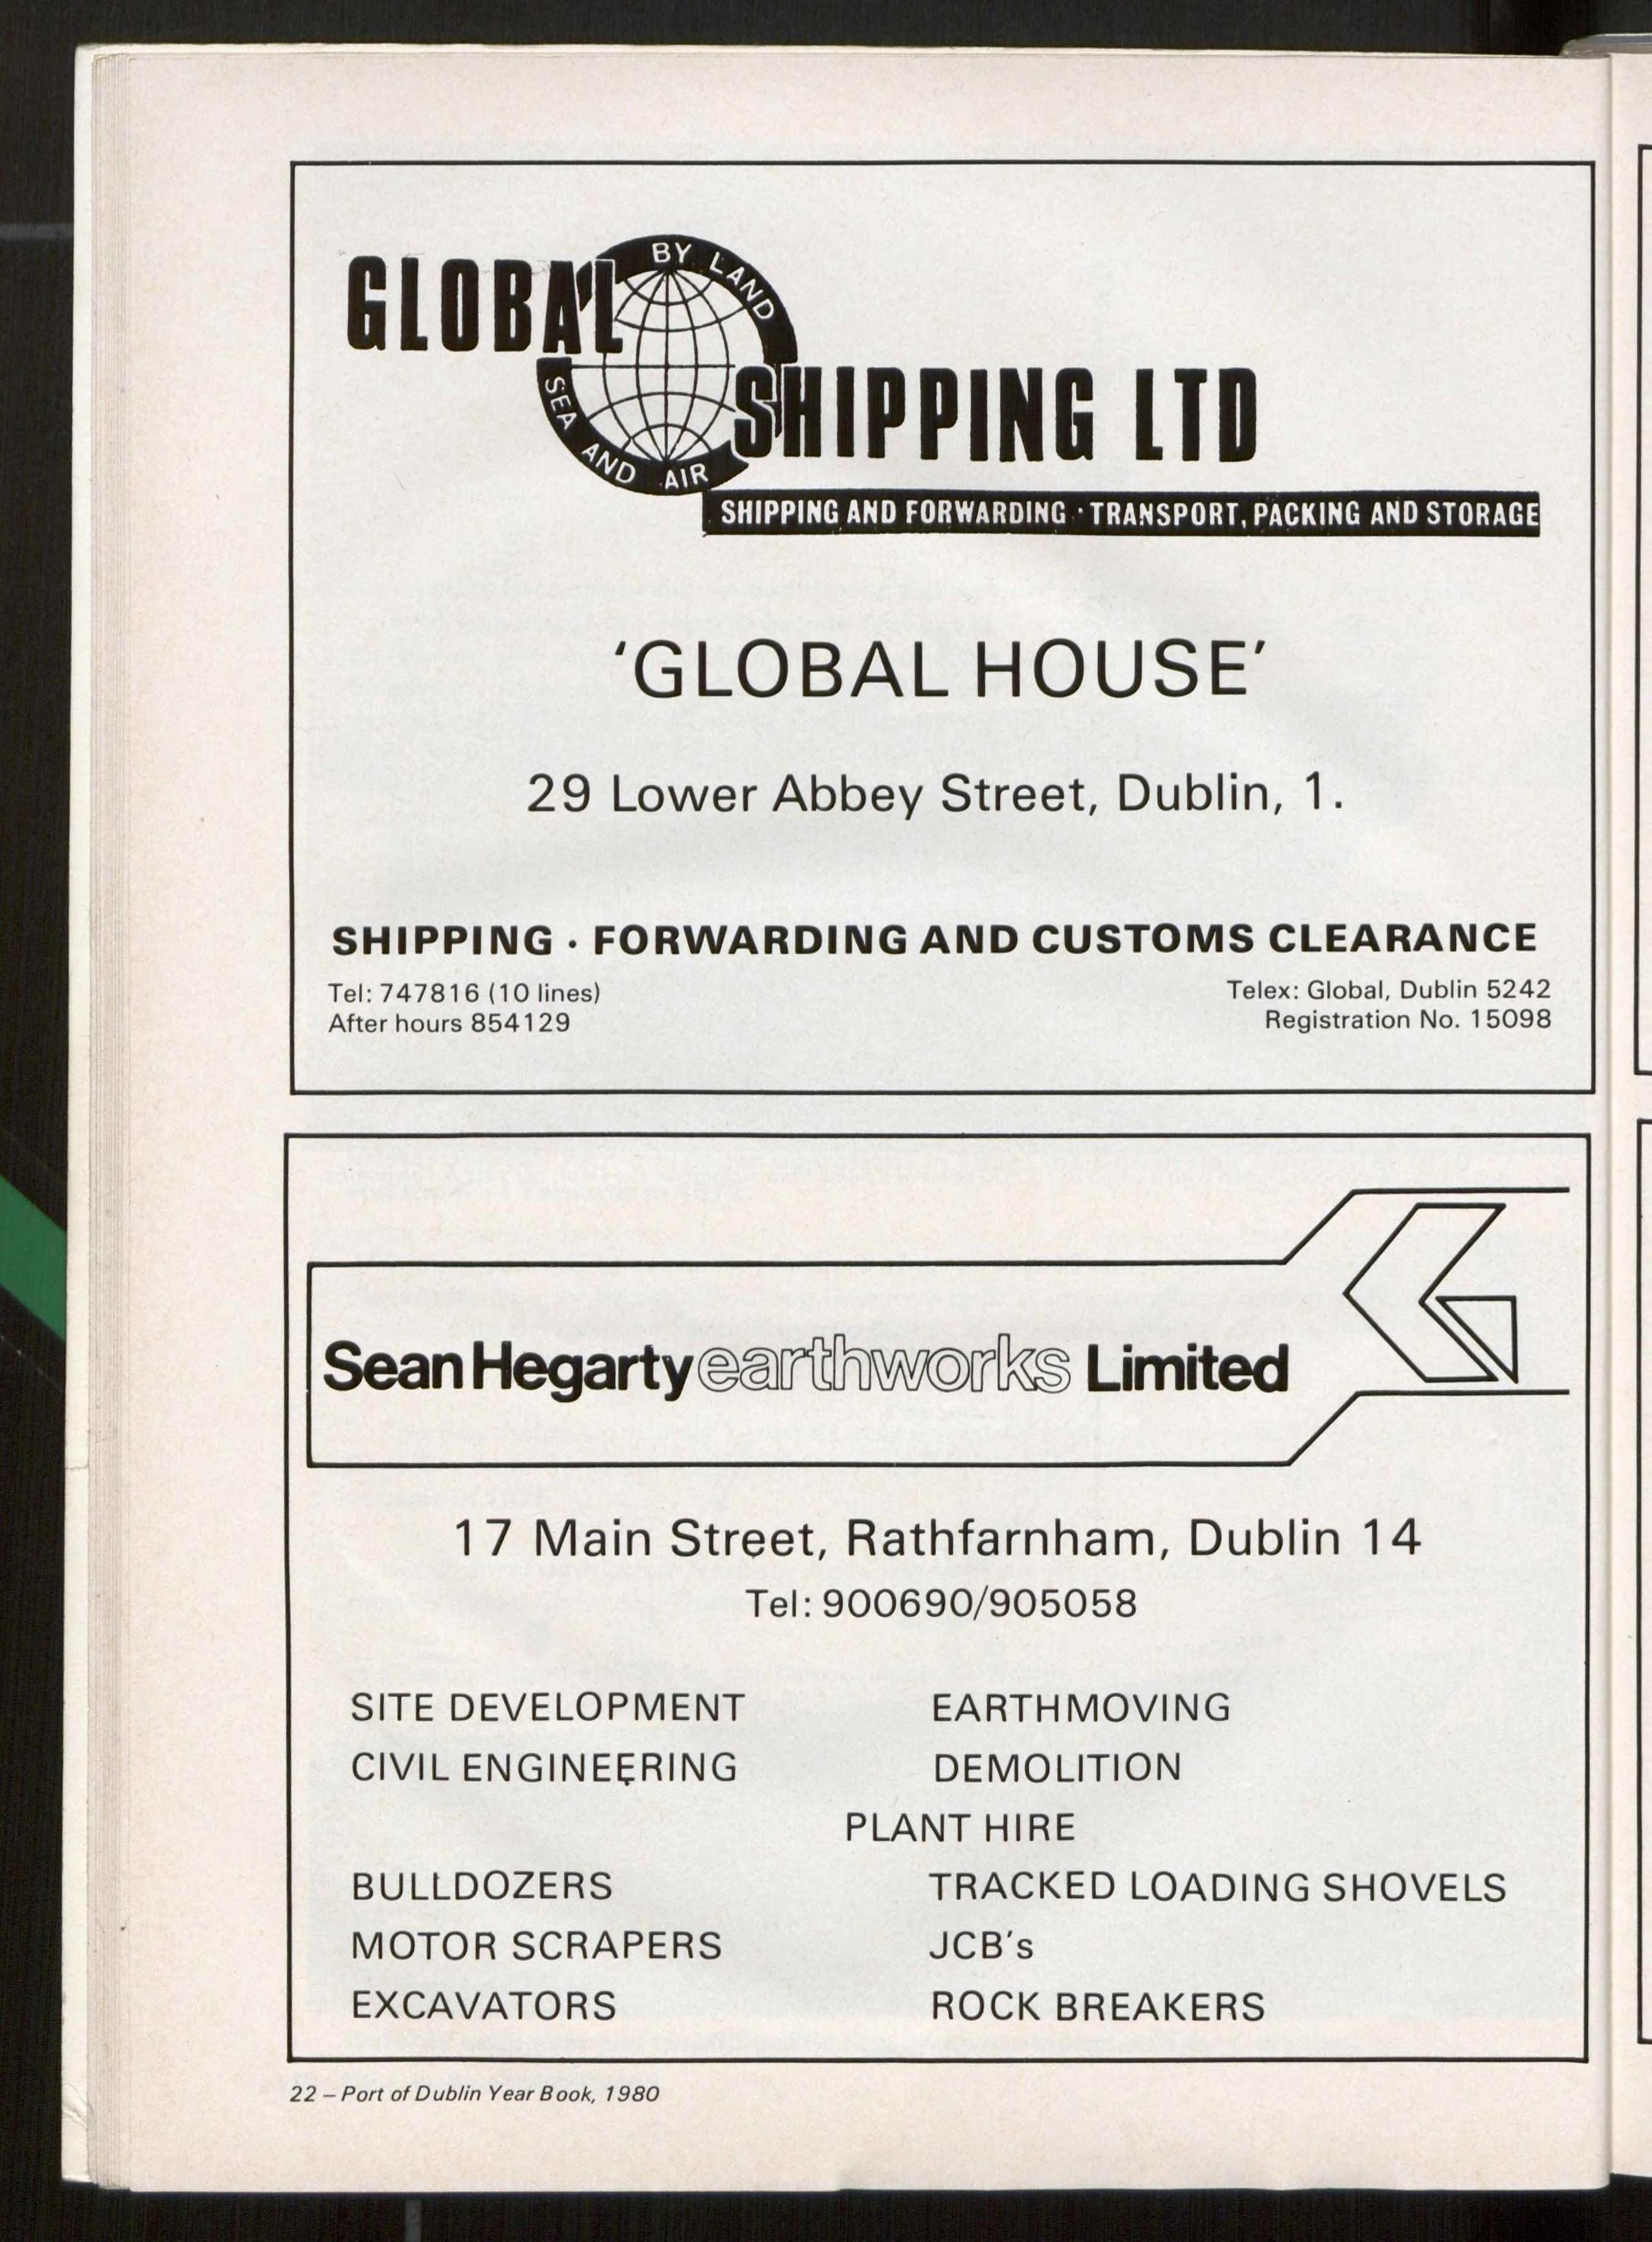 GLOBAL
BY LAND
SEA AND AIR
SHIPPING LTD
SHIPPING AND FORWARDING · TRANSPORT, PACKING AND STORAGE
'GLOBAL HOUSE'
29 Lower Abbey Street, Dublin, 1.
SHIPPING · FORWARDING AND CUSTOMS CLEARANCE
Tel: 747816 (10 lines)
After hours 854129
Telex: Global, Dublin 5242
Registration No. 15098
Sean Hegarty earthworks Limited
17 Main Street, Rathfarnham, Dublin 14
Tel: 900690/905058
SITE DEVELOPMENT EARTHMOVING
CIVIL ENGINEERING DEMOLITION
PLANT HIRE
BULLDOZERS TRACKED LOADING SHOVELS
MOTOR SCRAPERS JCB's
EXCAVATORS ROCK BREAKERS
22 – Port of Dublin Year Book, 1980